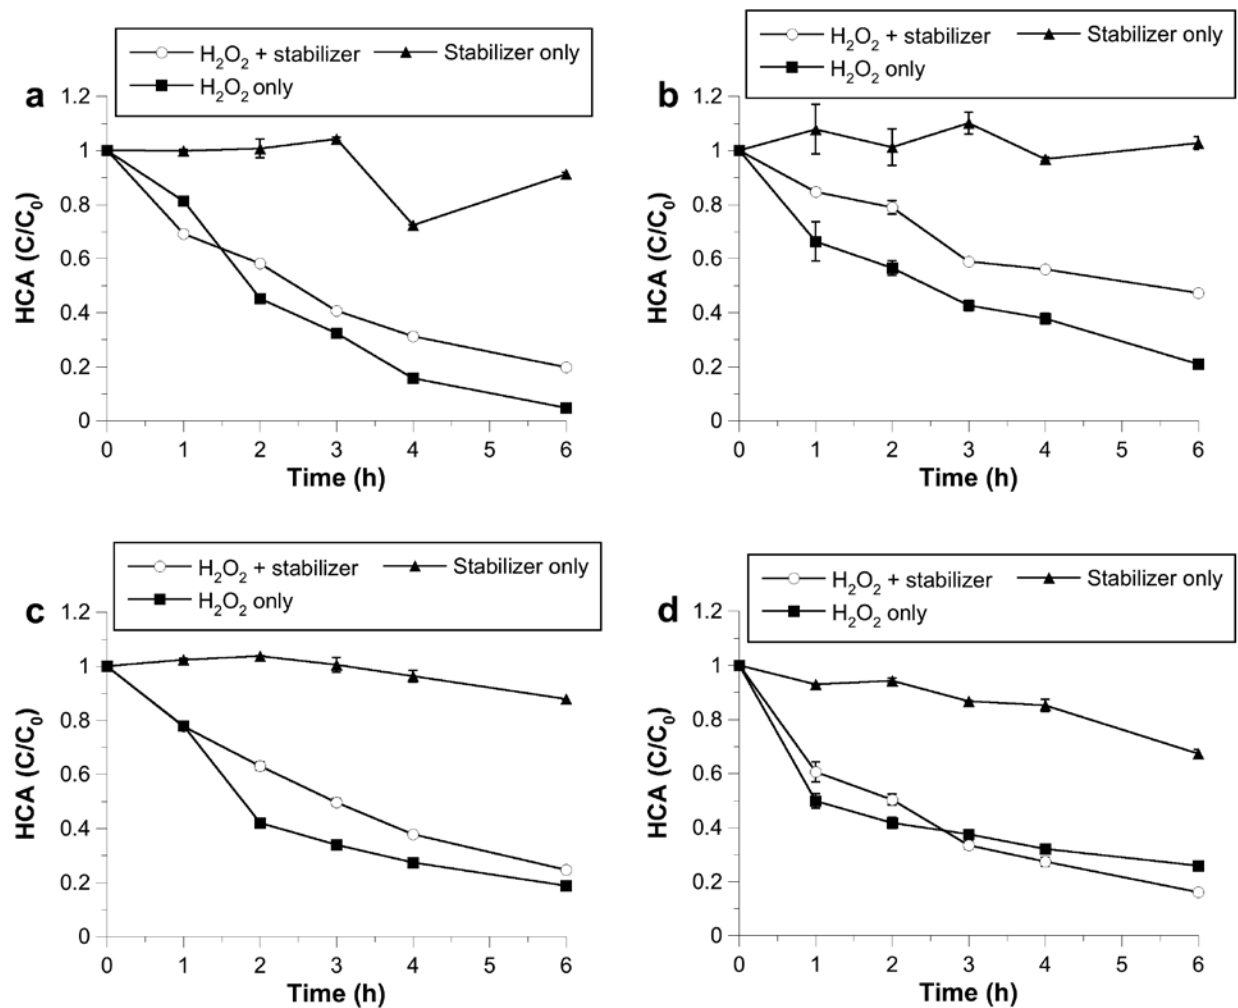 a
H2O2 + stabilizer
Stabilizer only
H2O2 only
1.2
1
0.8
0.6
0.4
0.2
0
HCA (C/C0)
0 1 2 3 4 5 6
Time (h)
b
H2O2 + stabilizer
Stabilizer only
H2O2 only
1.2
1
0.8
0.6
0.4
0.2
0
HCA (C/C0)
0 1 2 3 4 5 6
Time (h)
c
H2O2 + stabilizer
Stabilizer only
H2O2 only
1.2
1
0.8
0.6
0.4
0.2
0
HCA (C/C0)
0 1 2 3 4 5 6
Time (h)
d
H2O2 + stabilizer
Stabilizer only
H2O2 only
1.2
1
0.8
0.6
0.4
0.2
0
HCA (C/C0)
0 1 2 3 4 5 6
Time (h)